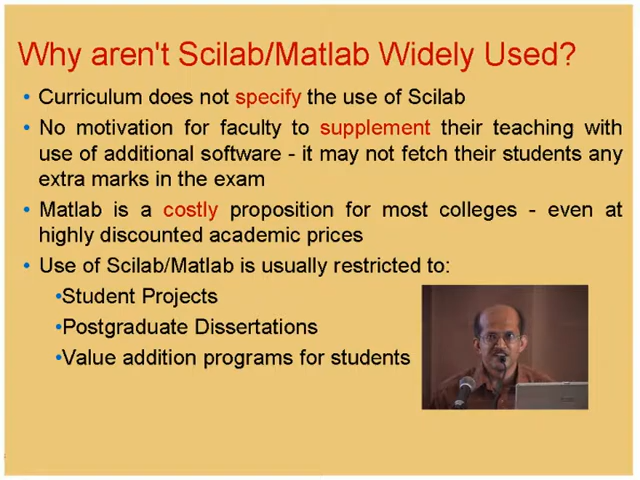 Why aren't Scilab/Matlab Widely Used?
• Curriculum does not specify the use of Scilab
• No motivation for faculty to supplement their teaching with
use of additional software - it may not fetch their students any
extra marks in the exam
• Matlab is a costly proposition for most colleges - even at
highly discounted academic prices
• Use of Scilab/Matlab is usually restricted to:
•Student Projects
•Postgraduate Dissertations
•Value addition programs for students